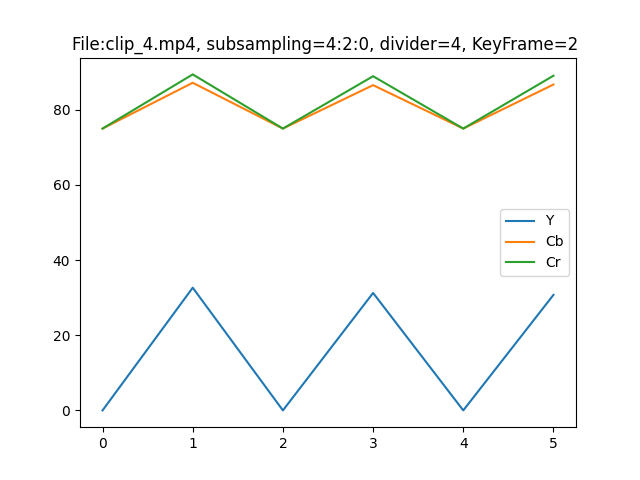 File:clip_4.mp4, subsampling=4:2:0, divider=4, KeyFrame=2
80
60
40
20
0
Y
Cb
Cr
0 1 2 3 4 5